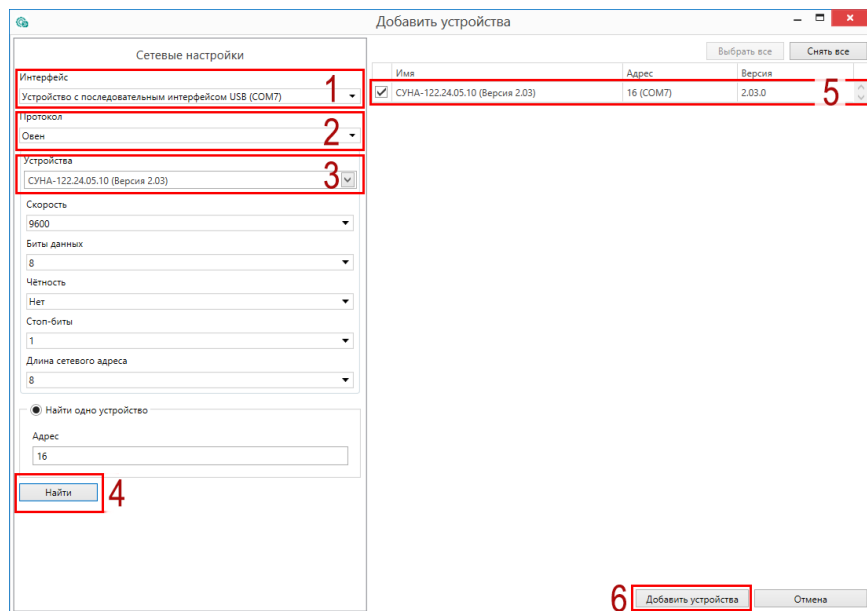 Добавить устройства
Сетевые настройки
Интерфейс
Устройство с последовательным интерфейсом USB (COM7)
1
Протокол
Овен
2
Устройства
СУНА-122.24.05.10 (Версия 2.03)
3
Скорость
9600
Биты данных
8
Чётность
Нет
Стоп-биты
1
Длина сетевого адреса
8
Найти одно устройство
Адрес
16
Найти
4
Выбрать все Снять все
Имя Адрес Версия
СУНА-122.24.05.10 (Версия 2.03) 16 (COM7) 2.03.0
5
6
Добавить устройства Отмена